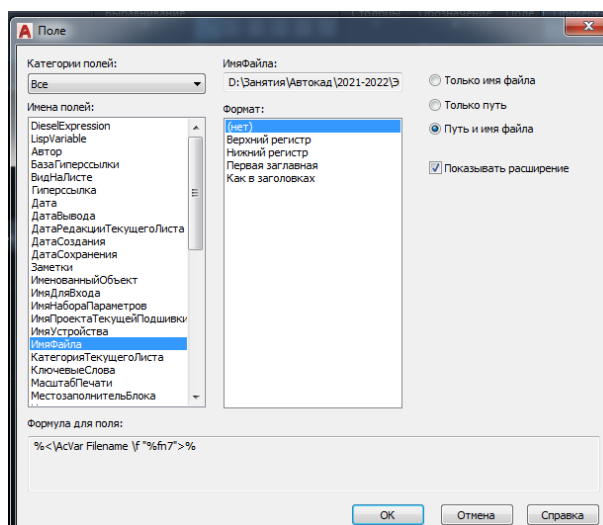 Поле
Категории полей:
Все
Имена полей:
DieselExpression
LispVariable
Автор
БазаГиперссылки
ВидНаЛисте
Гиперссылка
Дата
ДатаВывода
ДатаРедакцииТекущегоЛиста
ДатаСоздания
ДатаСохранения
Заметки
ИменованныйОбъект
ИмяДляВхода
ИмяНабораПараметров
ИмяПроектаТекущейПодшивки
ИмяУстройства
ИмяФайла
КатегорияТекущегоЛиста
КлючевыеСлова
МасштабПечати
МестозаполнительБлока
ИмяФайла:
D:\Занятия\Автокад\2021-2022\Э
Формат:
(нет)
Верхний регистр
Нижний регистр
Первая заглавная
Как в заголовках
Только имя файла
Только путь
Путь и имя файла
Показывать расширение
Формула для поля:
%<\AcVar Filename \f "%fn7">%
ОК
Отмена
Справка